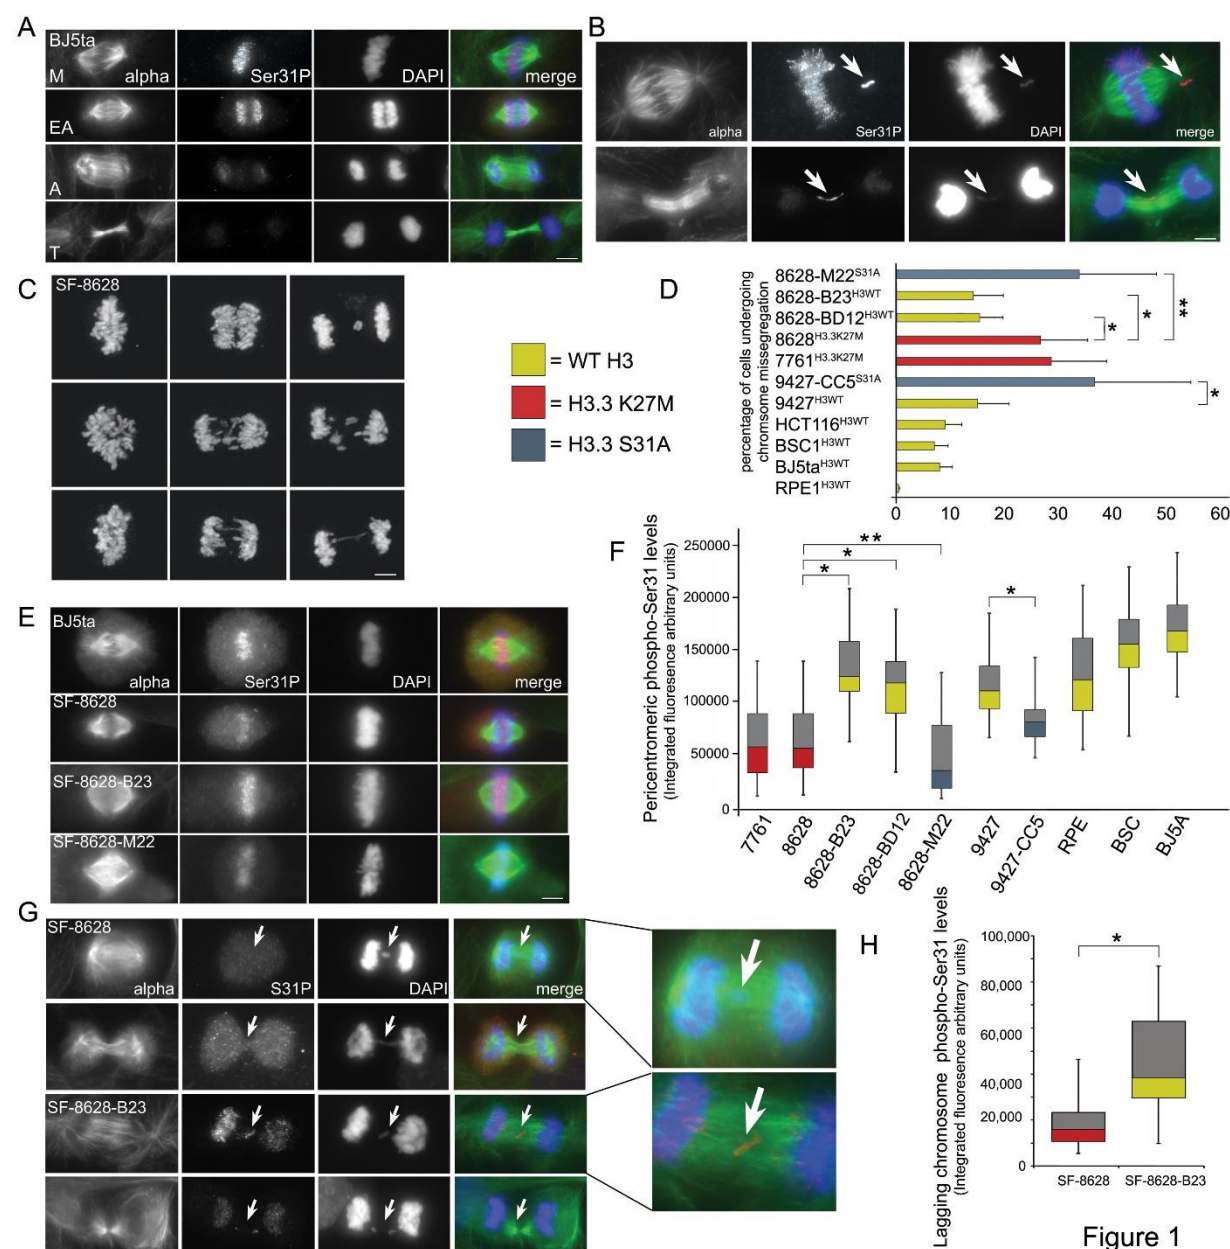 A
BJ5ta
M
alpha
Ser31P
DAPI
merge
EA
A
T
B
alpha
Ser31P
DAPI
merge
C
SF-8628
= WT H3
= H3.3 K27M
= H3.3 S31A
D
percentage of cells undergoing
chromsome missegregation
8628-M22S31A
8628-B23H3WT
8628-BD12H3WT
8628H3.3K27M
7761H3.3K27M
9427-CC5S31A
9427H3WT
HCT116H3WT
BSC1H3WT
BJ5taH3WT
RPE1H3WT
**
*
*
*
0 10 20 30 40 50 60
E
BJ5ta
alpha
Ser31P
DAPI
merge
SF-8628
SF-8628-B23
SF-8628-M22
F
Pericentromeric phospho-Ser31 levels
(Integrated fluoresence arbitrary units)
250000
200000
150000
100000
50000
0
**
*
*
*
7761
8628
8628-B23
8628-BD12
8628-M22
9427
9427-CC5
RPE
BSC
BJ5A
G
SF-8628
alpha
S31P
DAPI
merge
SF-8628-B23
H
Lagging chromosome phospho-Ser31 levels
(Integrated fluoresence arbitrary units)
100,000
80,000
60,000
40,000
20,000
0
*
SF-8628
SF-8628-B23
Figure 1